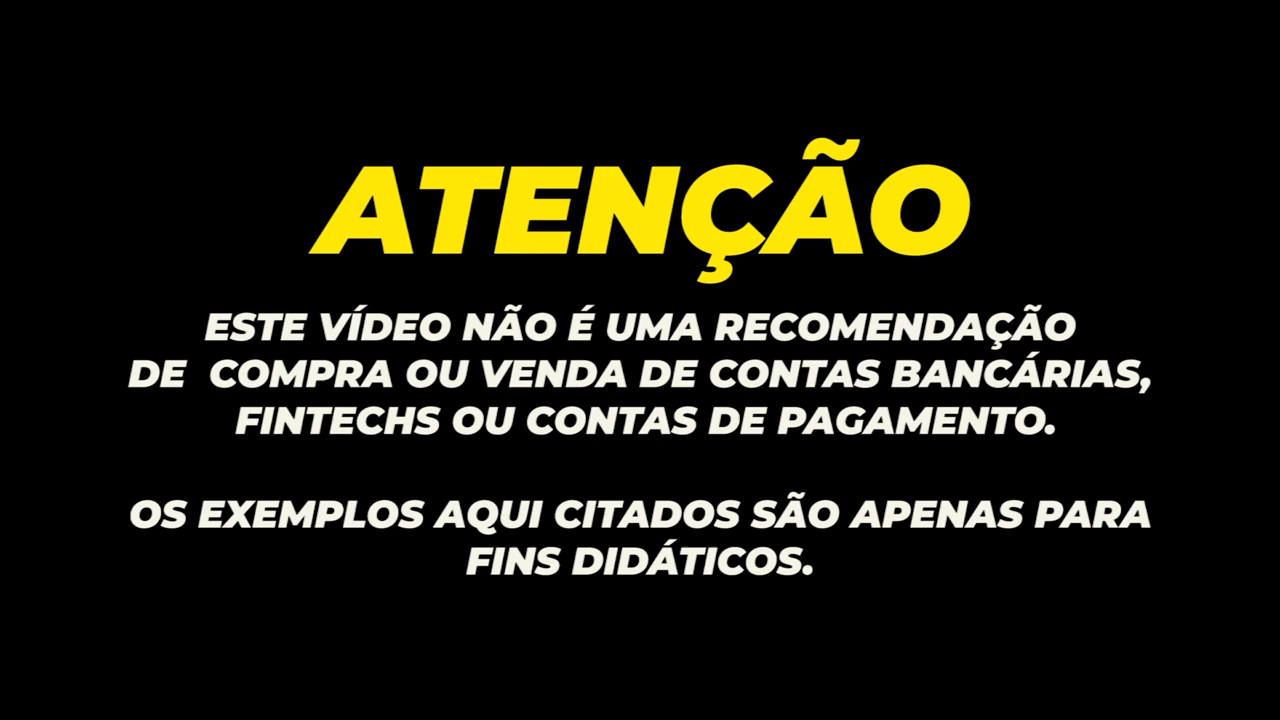 ATENÇÃO
ESTE VÍDEO NÃO É UMA RECOMENDAÇÃO
DE COMPRA OU VENDA DE CONTAS BANCÁRIAS,
FINTECHS OU CONTAS DE PAGAMENTO.
OS EXEMPLOS AQUI CITADOS SÃO APENAS PARA
FINS DIDÁTICOS.